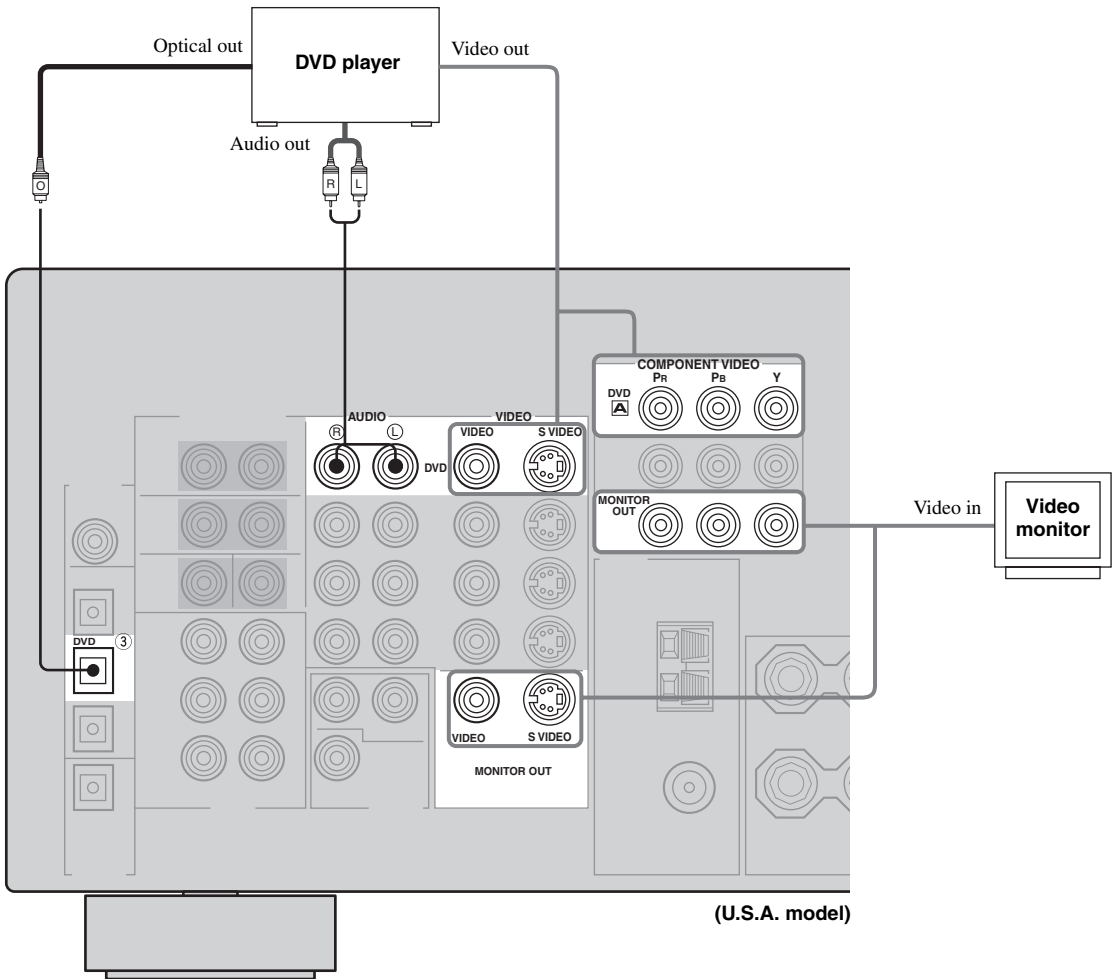 Optical out
DVD player
Video out
Audio out
O
R L
COMPONENT VIDEO
PR PB Y
DVD
A
AUDIO
VIDEO
R L
VIDEO
S VIDEO
DVD
MONITOR
OUT
Video in
Video
monitor
DVD 3
VIDEO
S VIDEO
MONITOR OUT
(U.S.A. model)